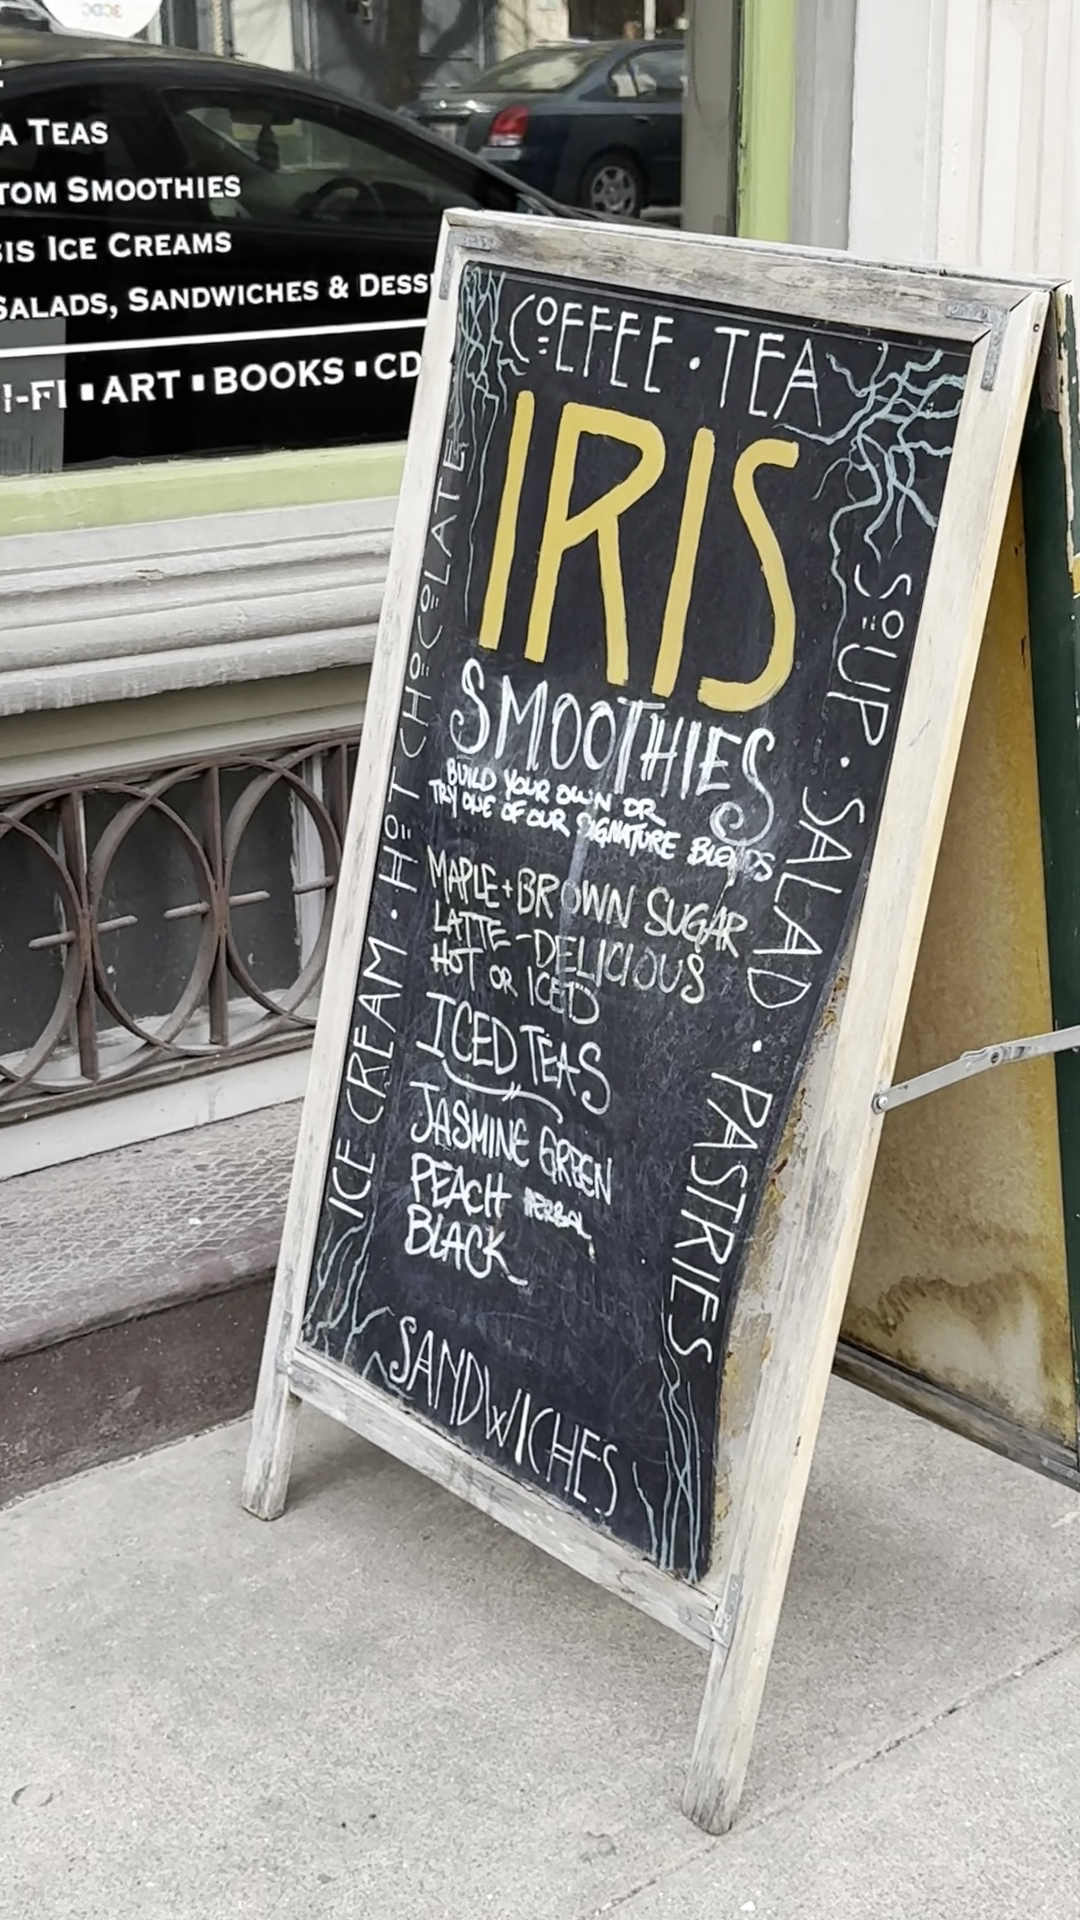 A TEAS
TOM SMOOTHIES
IS ICE CREAMS
SALADS, SANDWICHES & DESS
I-FI ▪ ART ▪ BOOKS ▪ CD
COFFEE · TEA
IRIS
SMOOTHIES
BUILD YOUR OWN OR
TRY ONE OF OUR SIGNATURE BLENDS
MAPLE + BROWN SUGAR
LATTE - DELICIOUS
HOT OR ICED
ICED TEAS
JASMINE GREEN
PEACH HERBAL
BLACK
SANDWICHES
ICE CREAM · HOT CHOCOLATE
SOUP · SALAD · PASTRIES